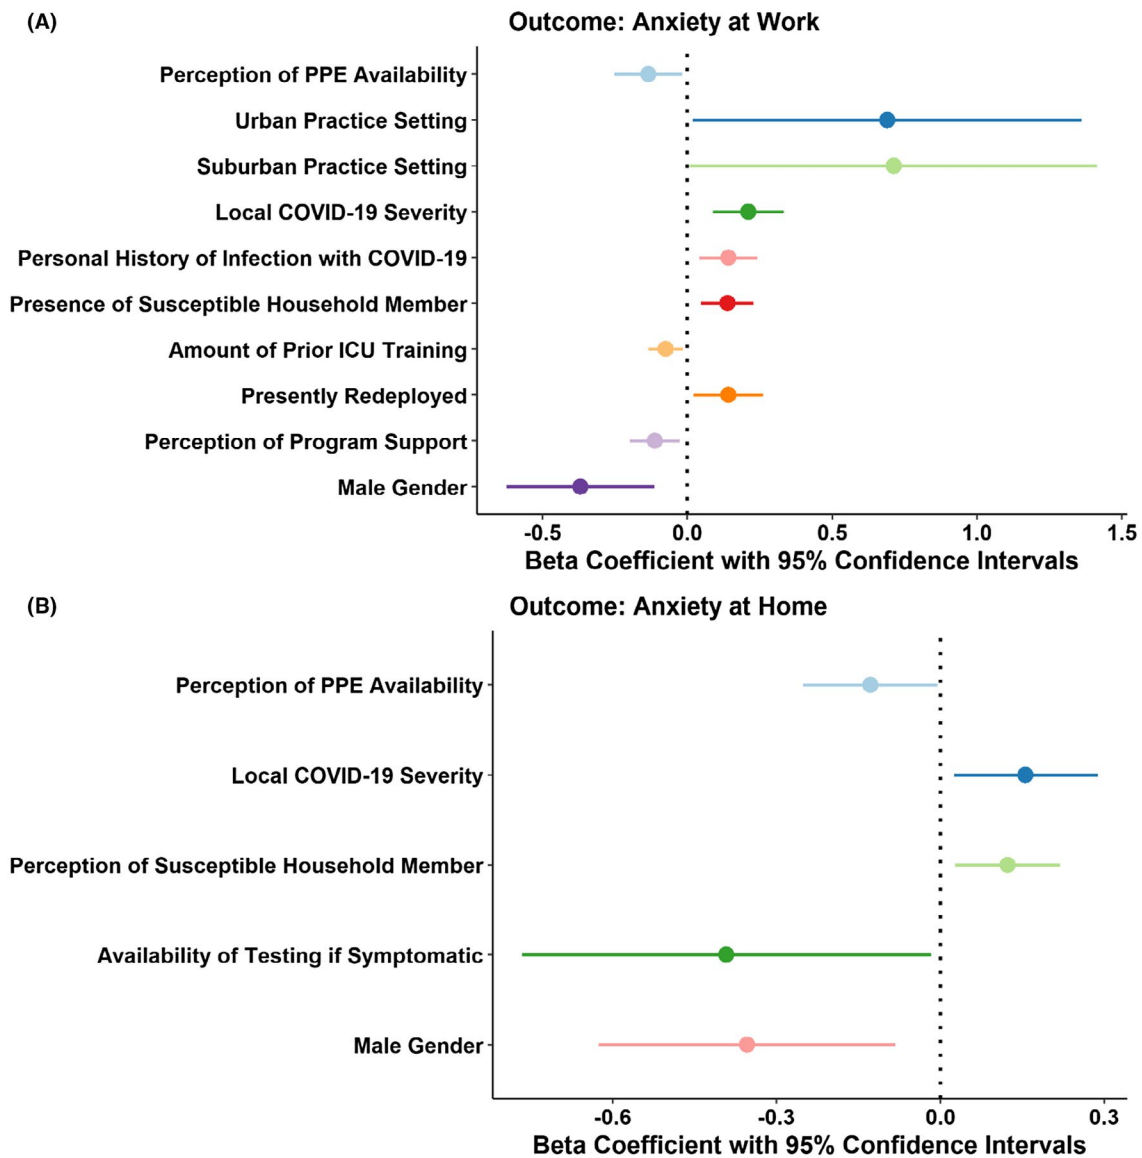 (A)
Outcome: Anxiety at Work
Perception of PPE Availability
Urban Practice Setting
Suburban Practice Setting
Local COVID-19 Severity
Personal History of Infection with COVID-19
Presence of Susceptible Household Member
Amount of Prior ICU Training
Presently Redeployed
Perception of Program Support
Male Gender
-0.5 0.0 0.5 1.0 1.5
Beta Coefficient with 95% Confidence Intervals
(B)
Outcome: Anxiety at Home
Perception of PPE Availability
Local COVID-19 Severity
Perception of Susceptible Household Member
Availability of Testing if Symptomatic
Male Gender
-0.6 -0.3 0.0 0.3
Beta Coefficient with 95% Confidence Intervals